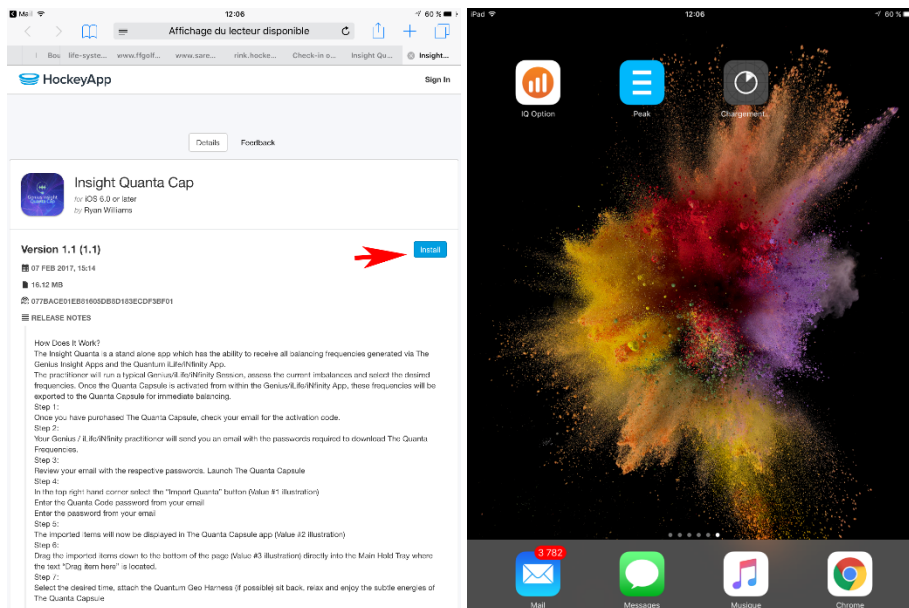 Mail
12:06
60 %
Affichage du lecteur disponible
Bou
life-syste...
www.ffgolf...
www.sare...
rink.hocke...
Check-in o...
Insight Qu...
Insight...
HockeyApp
Sign In
Details
Feedback
Genius Insight
Quanta Cap
Insight Quanta Cap
for iOS 6.0 or later
by Ryan Williams
Version 1.1 (1.1)
Install
07 FEB 2017, 15:14
16.12 MB
RELEASE NOTES
How Does It Work?
The Insight Quanta is a stand alone app which has the ability to receive all balancing frequencies generated via The
Genius Insight Apps and the Quantum iLife/iNfinity App.
The practitioner will run a typical Genius/iLife/iNfinity Session, assess the current imbalances and select the desired
frequencies. Once the Quanta Capsule is activated from within the Genius/iLife/iNfinity App, these frequencies will be
exported to the Quanta Capsule for immediate balancing.
Step 1:
Once you have purchased The Quanta Capsule, check your email for the activation code.
Step 2:
Your Genius / iLife/iNfinity practitioner will send you an email with the passwords required to download The Quanta
Frequencies.
Step 3:
Review your email with the respective passwords. Launch The Quanta Capsule
Step 4:
In the top right hand corner select the "Import Quanta" button (Value #1 illustration)
Enter the Quanta Code password from your email
Enter the password from your email
Step 5:
The imported items will now be displayed in The Quanta Capsule app (Value #2 illustration)
Step 6:
Drag the imported items down to the bottom of the page (Value #3 illustration) directly into the Main Hold Tray where
the text "Drag item here" is located.
Step 7:
Select the desired time, attach the Quantum Geo Harness (if possible) sit back, relax and enjoy the subtle energies of
The Quanta Capsule
iPad
12:06
60 %
IQ Option
Peak
Chargement...
3 782
Mail
Messages
Musique
Chrome